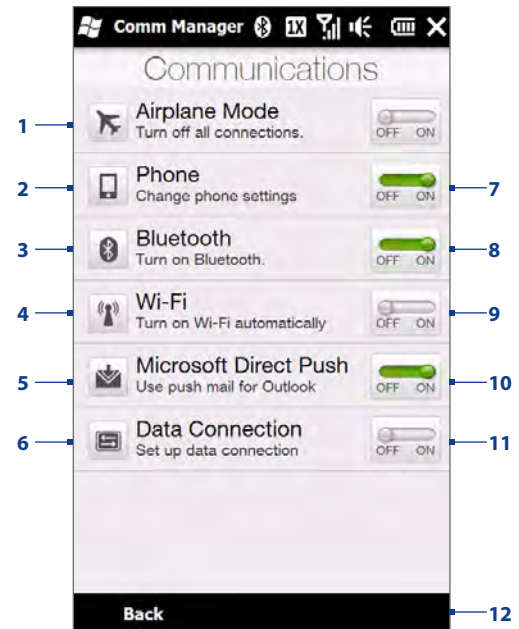 Comm Manager 1X
Communications
1 Airplane Mode
Turn off all connections. OFF ON
2 Phone 7
Change phone settings OFF ON
3 Bluetooth 8
Turn on Bluetooth. OFF ON
4 Wi-Fi 9
Turn on Wi-Fi automatically OFF ON
5 Microsoft Direct Push 10
Use push mail for Outlook OFF ON
6 Data Connection 11
Set up data connection OFF ON
Back 12